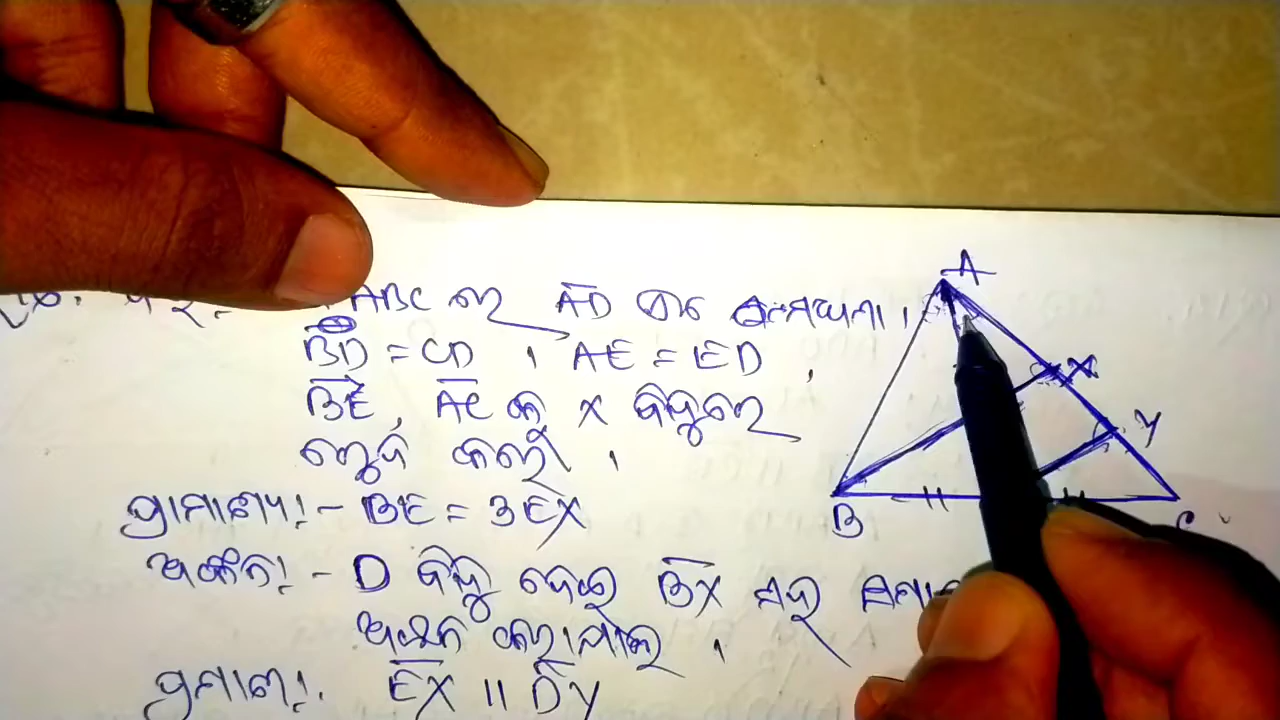 ABC ରେ AD ଏକ ମଧ୍ୟମା ।
BD = CD , AE = ED ,
BE , AC କୁ X ବିନ୍ଦୁରେ
ଛେଦ କରେ ।
ପ୍ରାମାଣ୍ୟ:- BE = 3EX
ଅଙ୍କନ:- D ବିନ୍ଦୁ ଦେଇ BX ସହ
ଅଙ୍କନ କରାଯାଉ ।
ପ୍ରମାଣ:. EX || DY
A
X
Y
B
C